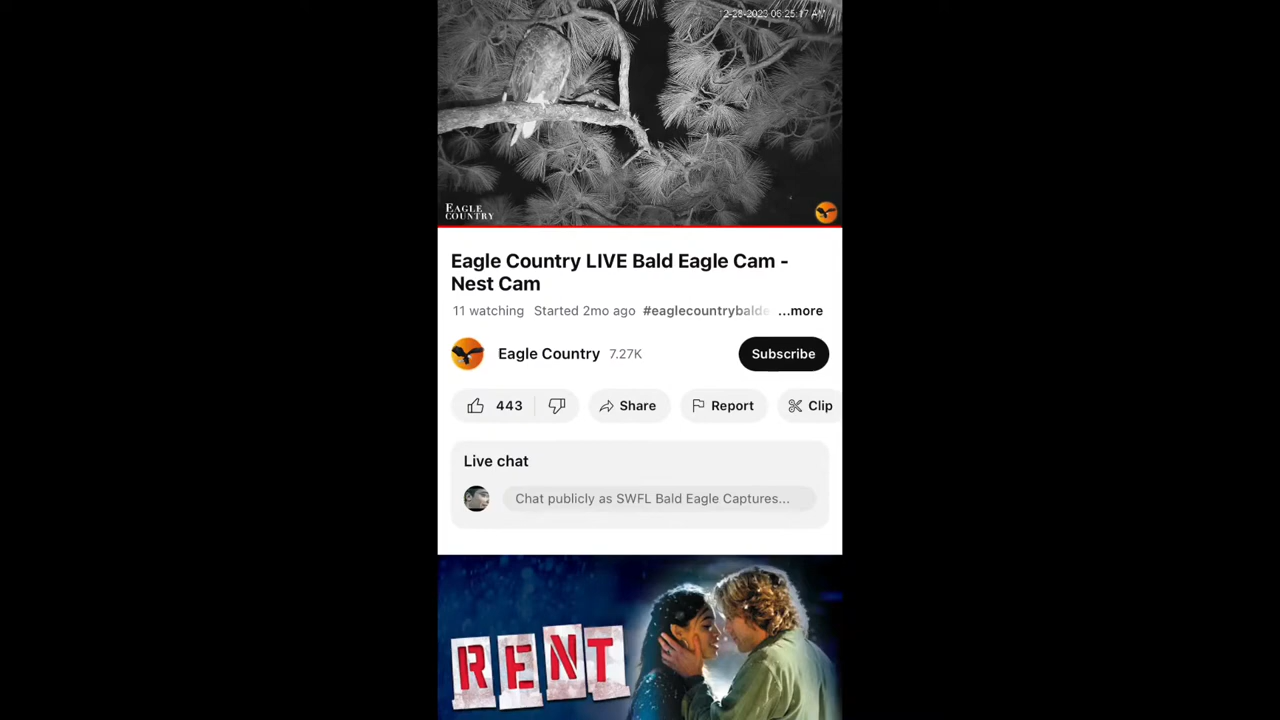 12-28-2023 06:25:17 AM
EAGLE
COUNTRY
Eagle Country LIVE Bald Eagle Cam -
Nest Cam
11 watching Started 2mo ago #eaglecountrybalde ...more
Eagle Country 7.27K Subscribe
443 Share Report Clip
Live chat
Chat publicly as SWFL Bald Eagle Captures...
RENT